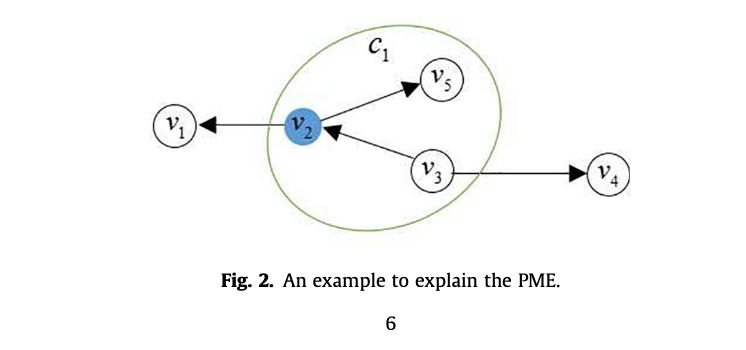 c1
v5
v1
v2
v3
v4
Fig. 2. An example to explain the PME.
6